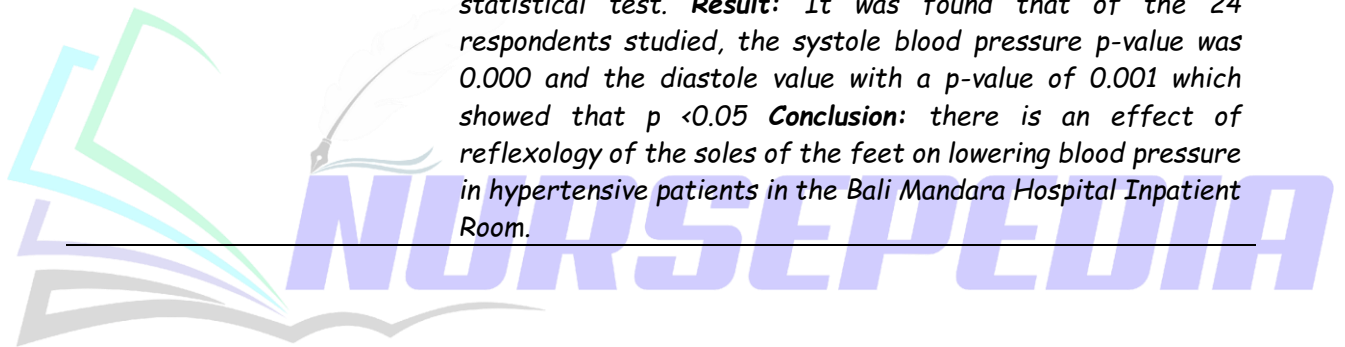 statistical test. Result: It was found that of the 24
respondents studied, the systole blood pressure p-value was
0.000 and the diastole value with a p-value of 0.001 which
showed that p <0.05 Conclusion: there is an effect of
reflexology of the soles of the feet on lowering blood pressure
in hypertensive patients in the Bali Mandara Hospital Inpatient
Room.
NURSEPEDIA